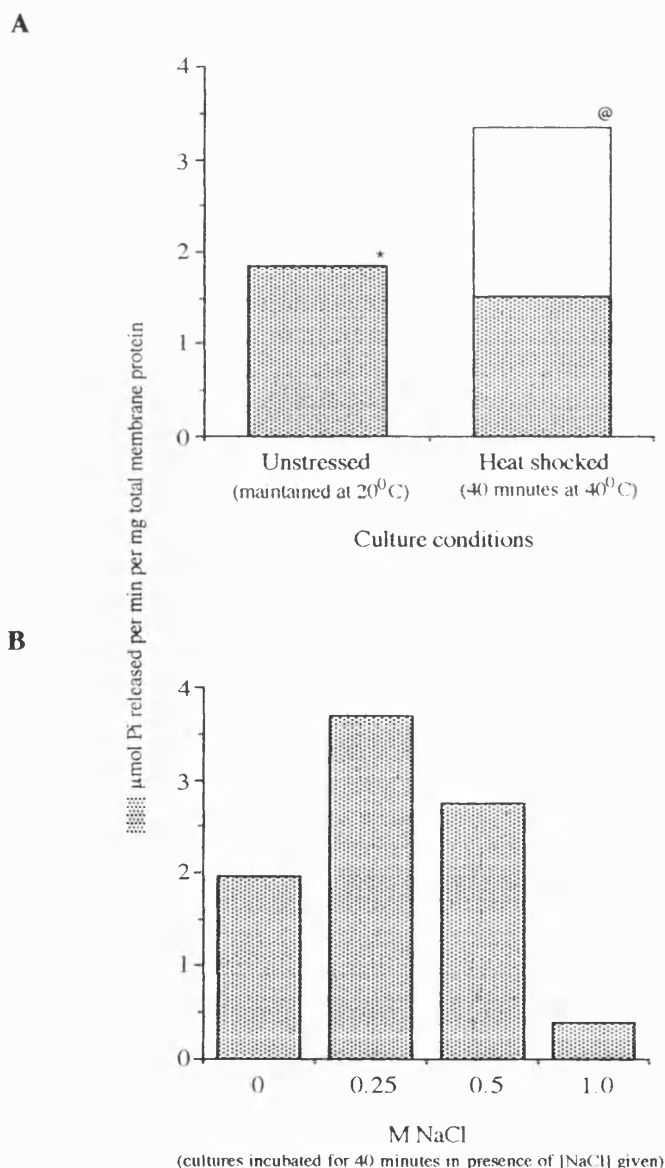 A
4
3
2
1
0
@
*
Unstressed
(maintained at 20⁰C)
Heat shocked
(40 minutes at 40⁰C)
Culture conditions
µmol Pi released per min per mg total membrane protein
B
4
3
2
1
0
0
0.25
0.5
1.0
M NaCl
(cultures incubated for 40 minutes in presence of [NaCl] given)